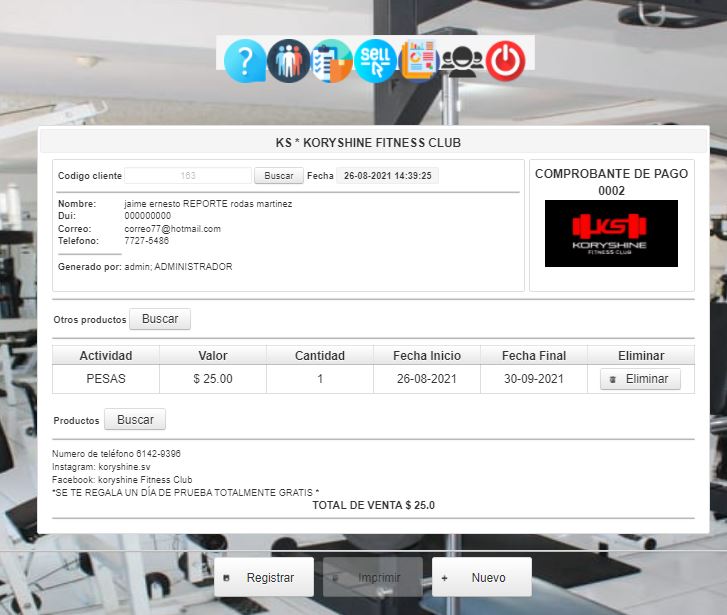 ?
SELL
KS * KORYSHINE FITNESS CLUB
Codigo cliente 163 Buscar Fecha 26-08-2021 14:39:25
Nombre: jaime ernesto REPORTE rodas martinez
Dui: 000000000
Correo: correo77@hotmail.com
Telefono: 7727-5486
Generado por: admin; ADMINISTRADOR
COMPROBANTE DE PAGO
0002
KS
KORYSHINE
FITNESS CLUB
Otros productos Buscar
Actividad Valor Cantidad Fecha Inicio Fecha Final Eliminar
PESAS $ 25.00 1 26-08-2021 30-09-2021 Eliminar
Productos Buscar
Numero de teléfono 6142-9396
Instagram: koryshine.sv
Facebook: koryshine Fitness Club
*SE TE REGALA UN DÍA DE PRUEBA TOTALMENTE GRATIS *
TOTAL DE VENTA $ 25.0
Registrar Imprimir + Nuevo